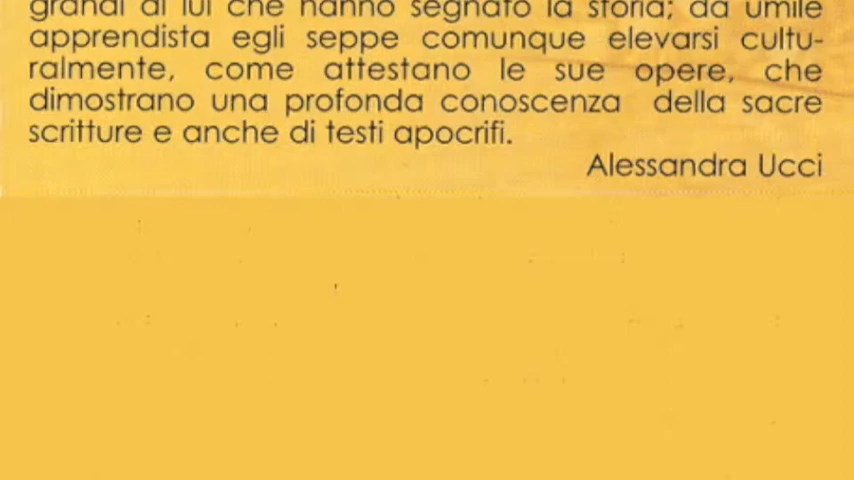 grandi di lui che hanno segnato la storia; da umile
apprendista egli seppe comunque elevarsi cultu-
ralmente, come attestano le sue opere, che
dimostrano una profonda conoscenza della sacre
scritture e anche di testi apocrifi.
Alessandra Ucci